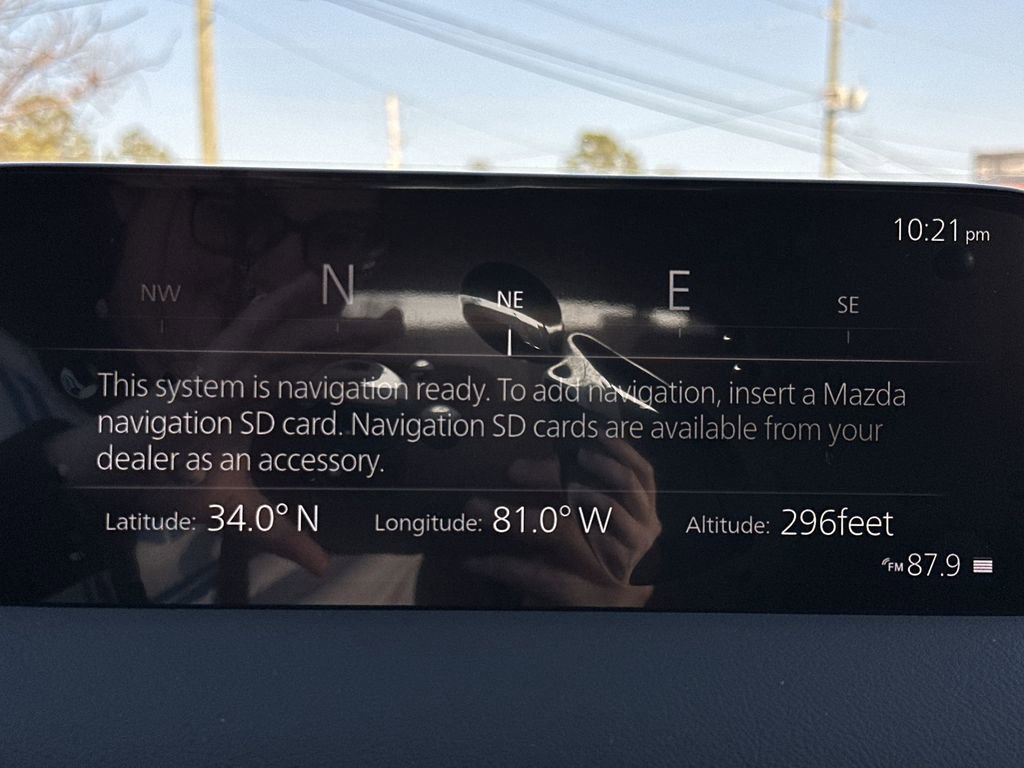 10:21 pm
NW N NE E SE
This system is navigation ready. To add navigation, insert a Mazda
navigation SD card. Navigation SD cards are available from your
dealer as an accessory.
Latitude: 34.0° N Longitude: 81.0° W Altitude: 296feet
FM 87.9